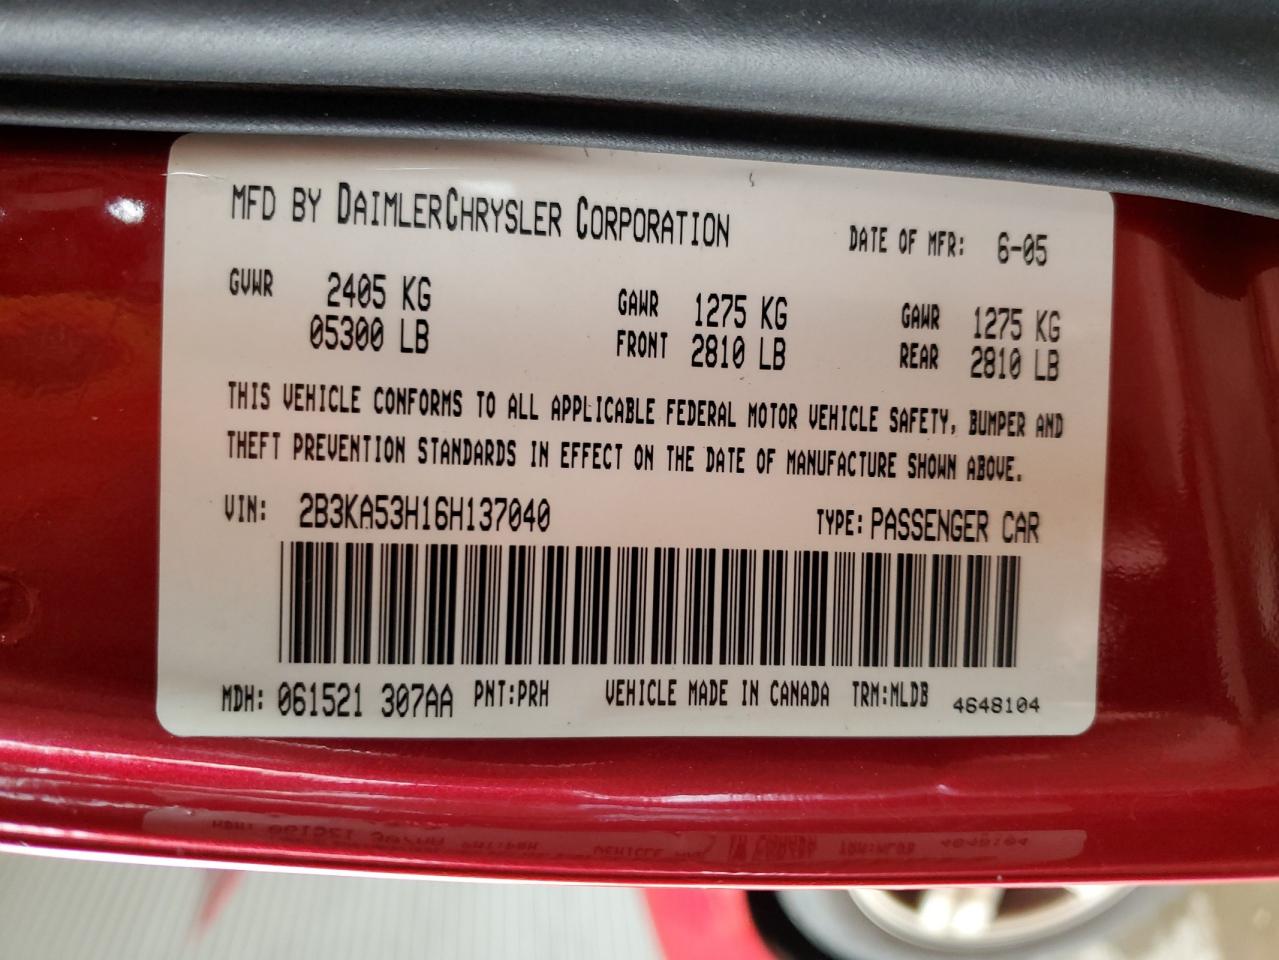 MFD BY DAIMLERCHRYSLER CORPORATION DATE OF MFR: 6-05
GVWR 2405 KG GAWR 1275 KG GAWR 1275 KG
05300 LB FRONT 2810 LB REAR 2810 LB
THIS VEHICLE CONFORMS TO ALL APPLICABLE FEDERAL MOTOR VEHICLE SAFETY, BUMPER AND
THEFT PREVENTION STANDARDS IN EFFECT ON THE DATE OF MANUFACTURE SHOWN ABOVE.
VIN: 2B3KA53H16H137040 TYPE: PASSENGER CAR
MDH: 061521 307AA PNT:PRH VEHICLE MADE IN CANADA TRM:MLDB 4648104